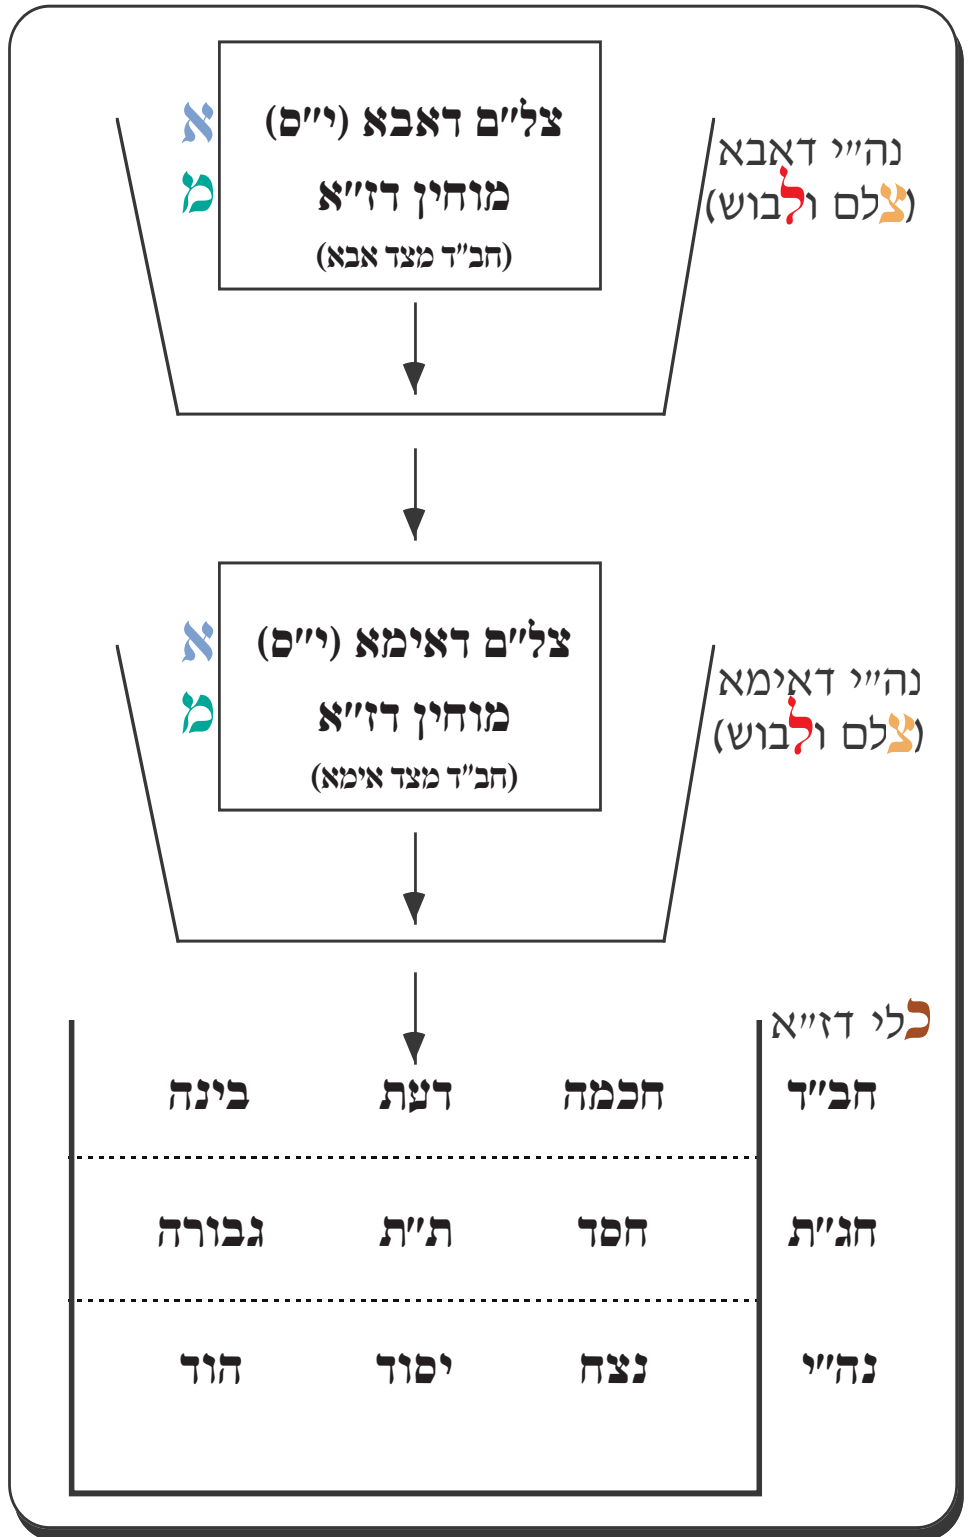 צל״ם דאבא (י״ס)
א
מוחין דז״א
מ
(חב״ד מצד אבא)
נה״י דאבא
(צלם ולבוש)
צל״ם דאימא (י״ס)
א
מוחין דז״א
מ
(חב״ד מצד אימא)
נה״י דאימא
(צלם ולבוש)
כלי דז״א
חב״ד חכמה דעת בינה
חג״ת חסד ת״ת גבורה
נה״י נצח יסוד הוד